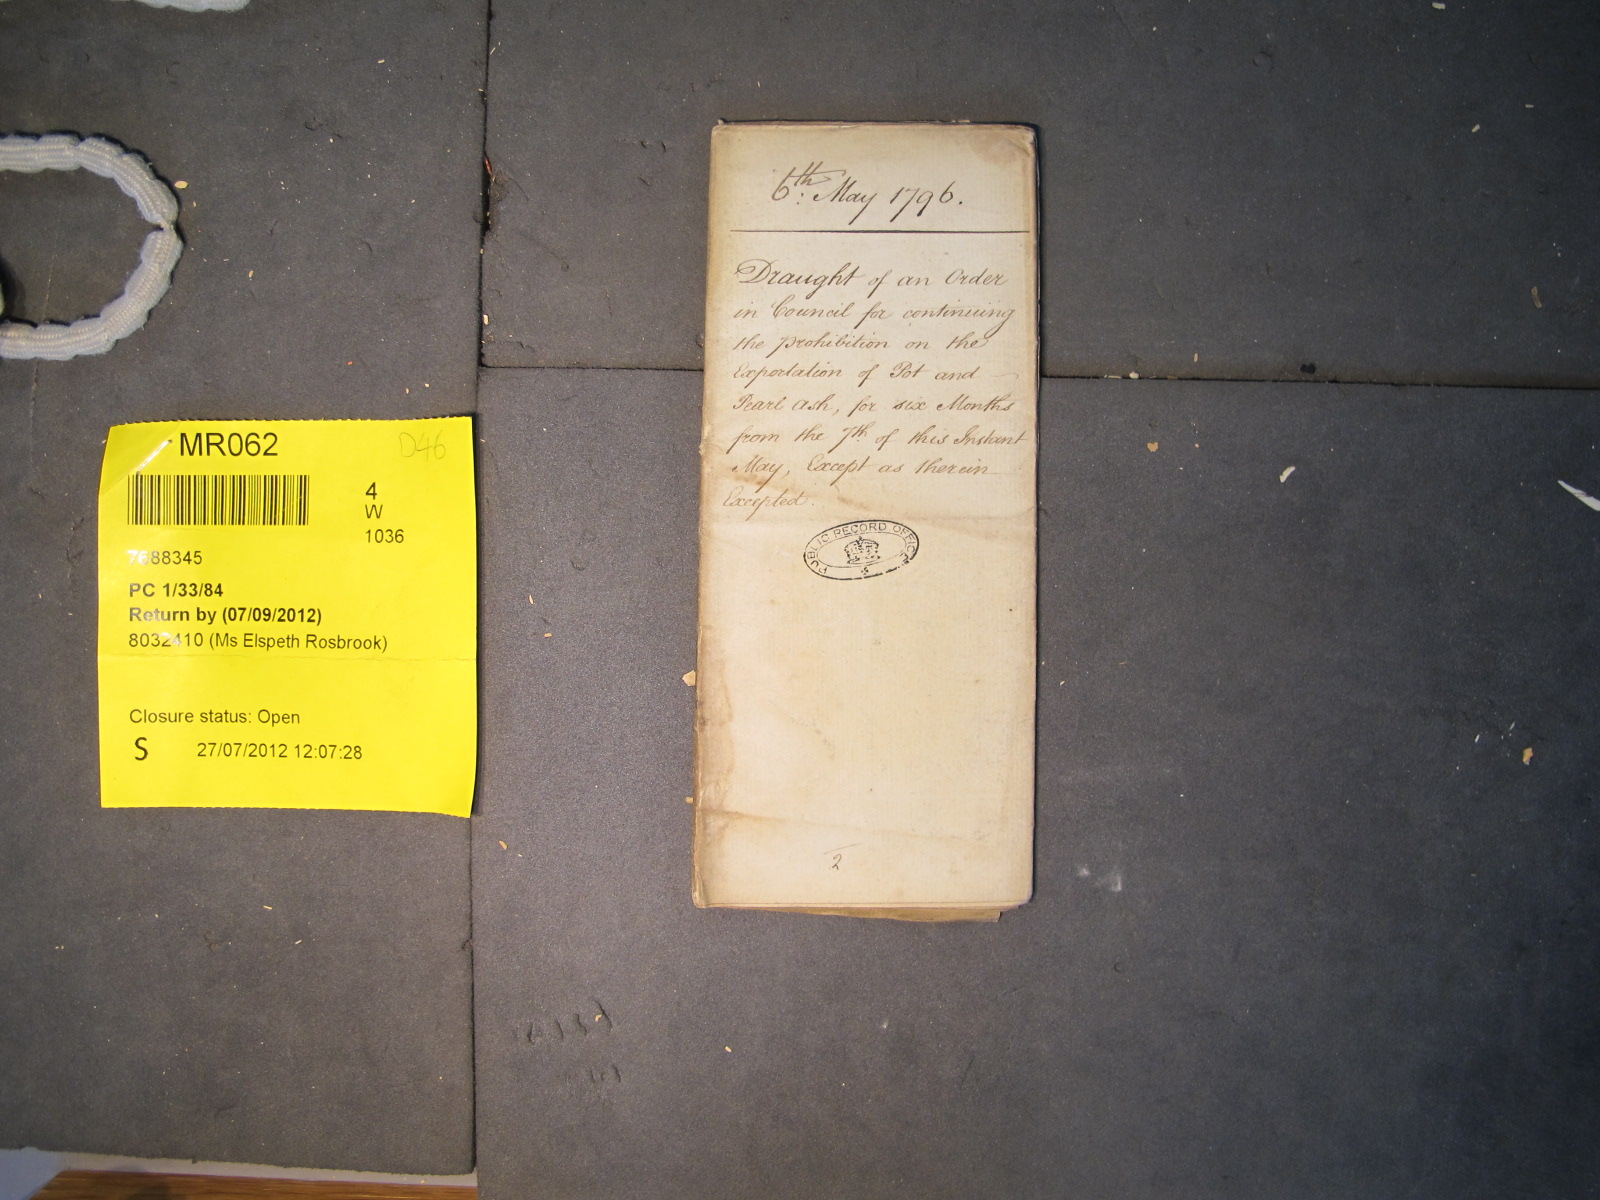 MR062
D46
4
W
1036
7688345
PC 1/33/84
Return by (07/09/2012)
8032410 (Ms Elspeth Rosbrook)
Closure status: Open
S 27/07/2012 12:07:28
6th: May 1796.
Draught of an Order
in Council for continuing
the prohibition on the
Exportation of Pot and
Pearl Ash, for six Months
from the 7th of this Instant
May, Except as therein
Excepted.
PUBLIC RECORD OFFICE
2